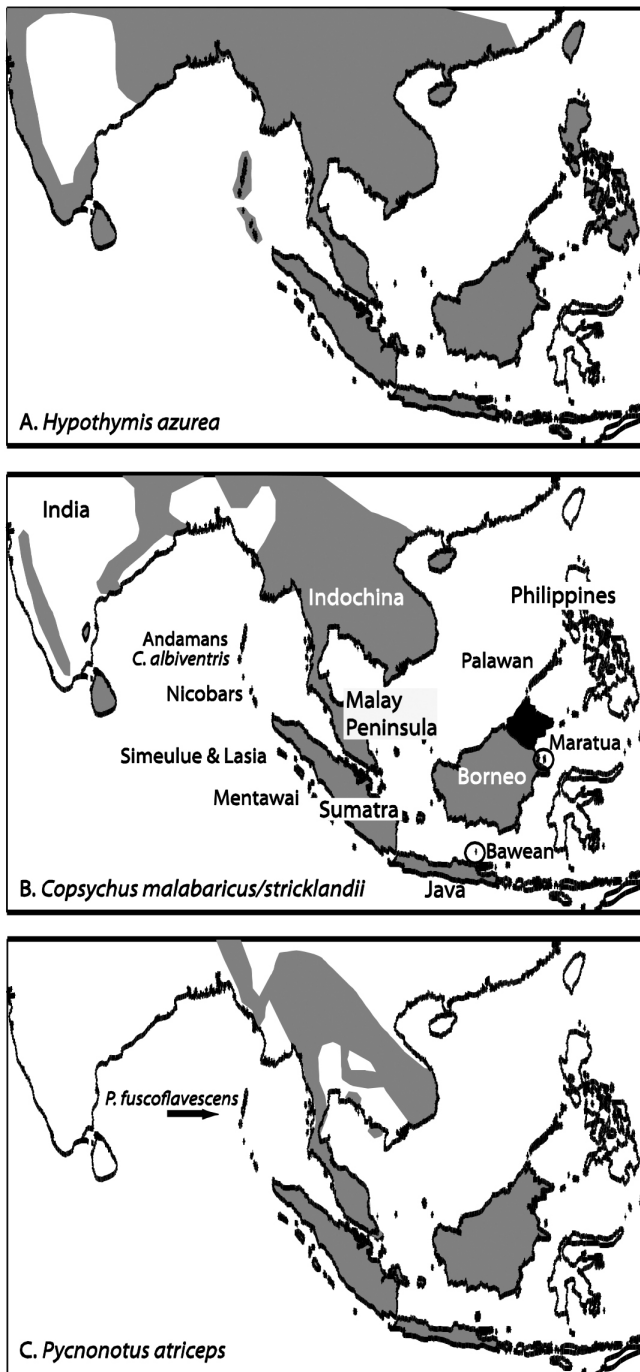 A. Hypothymis azurea
India
Indochina
Philippines
Andamans
C. albiventris
Palawan
Nicobars
Malay
Peninsula
Maratua
Simeulue & Lasia
Borneo
Mentawai
Sumatra
Bawean
B. Copsychus malabaricus/stricklandii
Java
P. fuscoflavescens
C. Pycnonotus atriceps